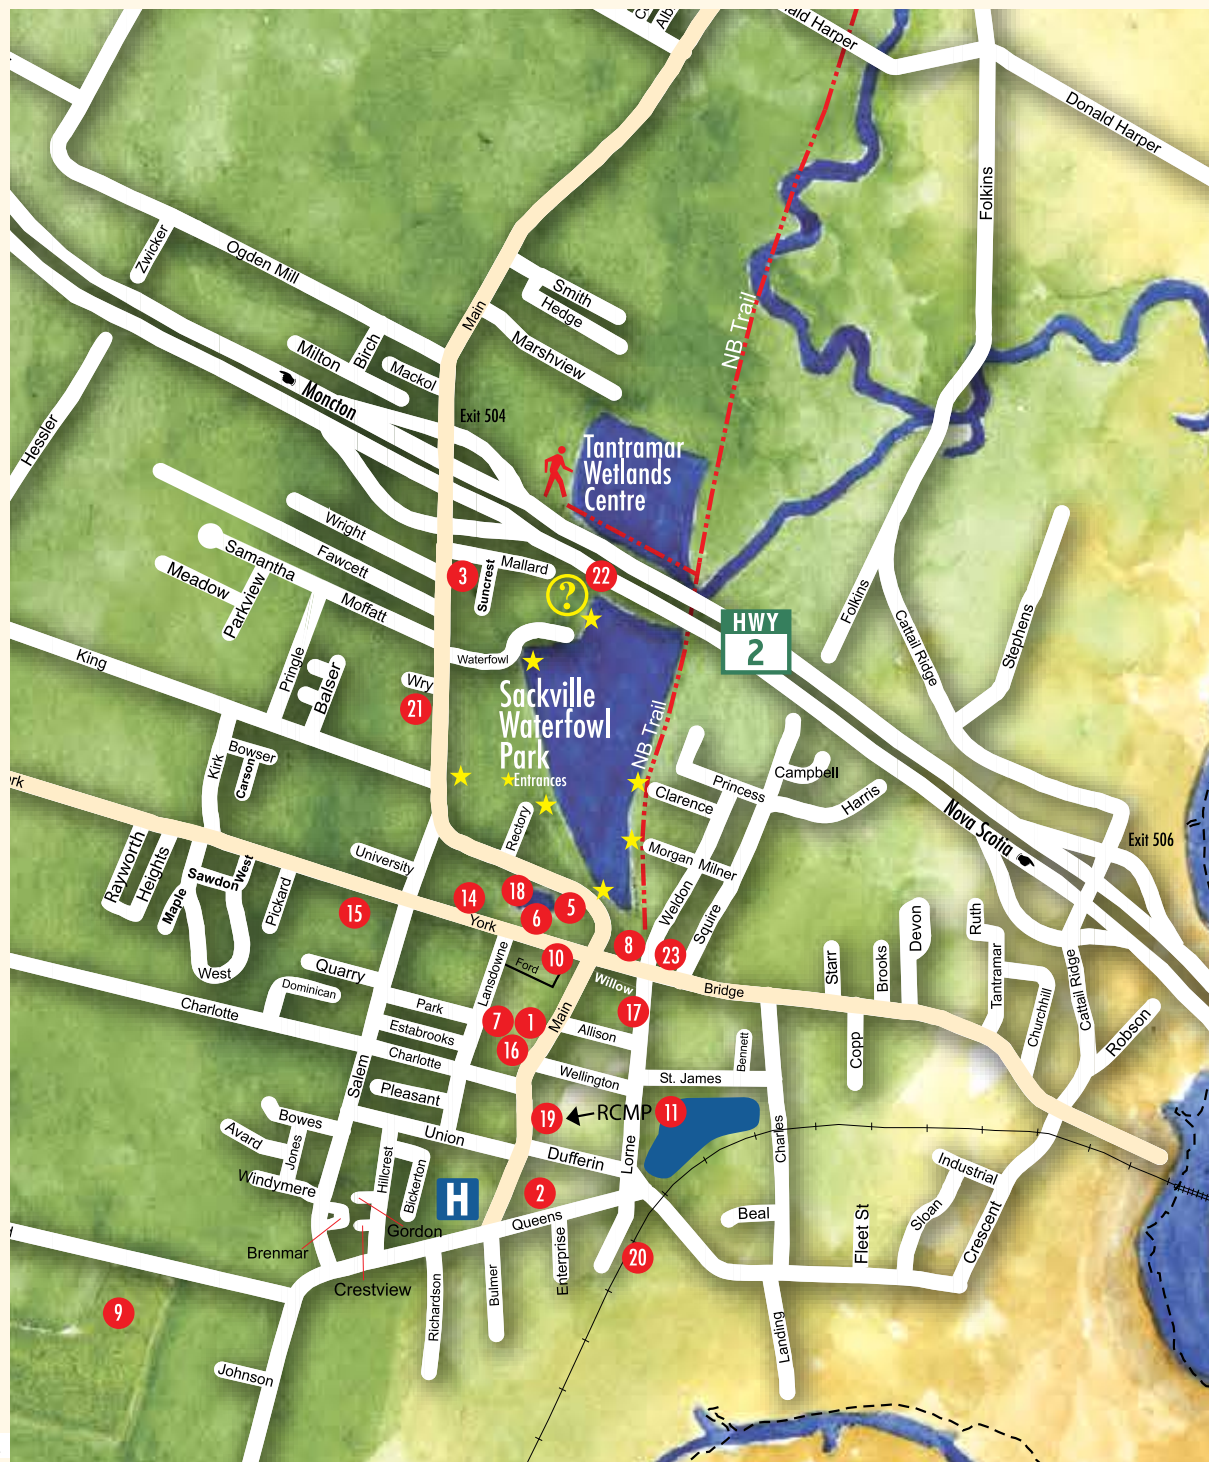 Donald Harper
Folkins
Zwicker
Ogden Mill
Smith
Hedge
Main
Marshview
NB Trail
Milton
Birch
Mackol
Moncton
Exit 504
Hessler
Tantramar
Wetlands
Centre
Wright
Fawcett
Samantha
Meadow
Parkview
Moffatt
Mallard
Suncrest
3
?
22
HWY
2
Folkins
Cattail Ridge
Stephens
King
Pringle
Balser
Waterfowl
Wry
21
Sackville
Waterfowl
Park
Entrances
NB Trail
Kirk
Bowser
Carson
Princess
Campbell
Clarence
Harris
Nova Scotia
Exit 506
Rectory
University
Rayworth
Heights
Maple
Sawdon
West
Pickard
West
Morgan
Milner
Weldon
Squire
14
18
5
6
15
York
8
23
10
Ford
Lansdowne
Willow
Bridge
17
Starr
Brooks
Devon
Ruth
Tantramar
Churchhill
Cattail Ridge
Robson
Quarry
Dominican
Charlotte
Park
Estabrooks
Charlotte
7
1
16
Main
Allison
Wellington
St. James
Bennett
Copp
Salem
Pleasant
19
RCMP
11
Bowes
Avard
Jones
Union
Dufferin
Lorne
Charles
Windymere
Hillcrest
Bickerton
H
2
Queens
Gordon
Brenmar
Crestview
Enterprise
20
Beal
Fleet St
Sloan
Industrial
Crescent
9
Richardson
Bulmer
Landing
Johnson